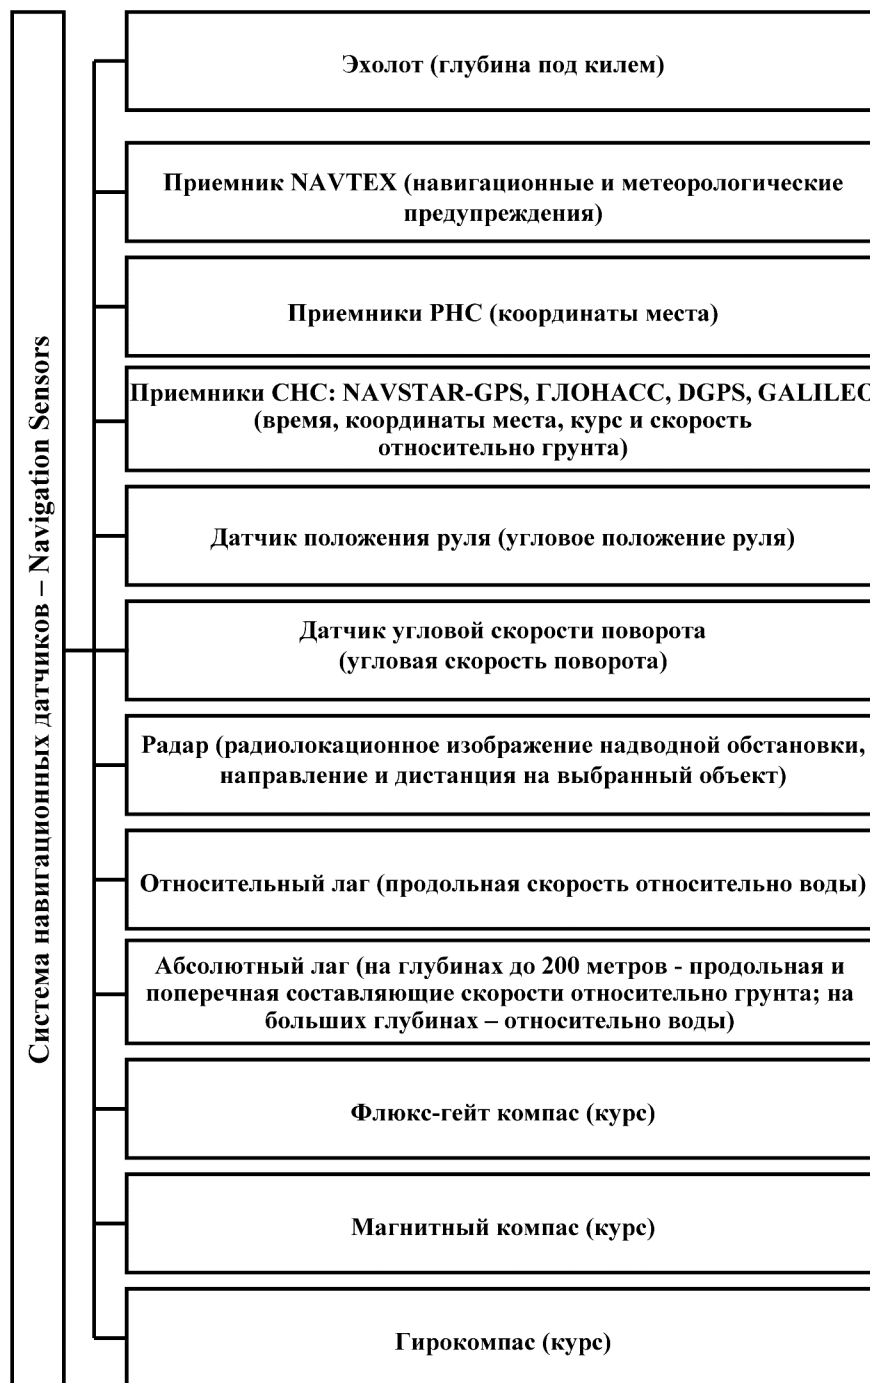 Система навигационных датчиков – Navigation Sensors
Эхолот (глубина под килем)
Приемник NAVTEX (навигационные и метеорологические
предупреждения)
Приемники РНС (координаты места)
Приемники СНС: NAVSTAR-GPS, ГЛОНАСС, DGPS, GALILEO
(время, координаты места, курс и скорость
относительно грунта)
Датчик положения руля (угловое положение руля)
Датчик угловой скорости поворота
(угловая скорость поворота)
Радар (радиолокационное изображение надводной обстановки,
направление и дистанция на выбранный объект)
Относительный лаг (продольная скорость относительно воды)
Абсолютный лаг (на глубинах до 200 метров - продольная и
поперечная составляющие скорости относительно грунта; на
больших глубинах – относительно воды)
Флюкс-гейт компас (курс)
Магнитный компас (курс)
Гирокомпас (курс)